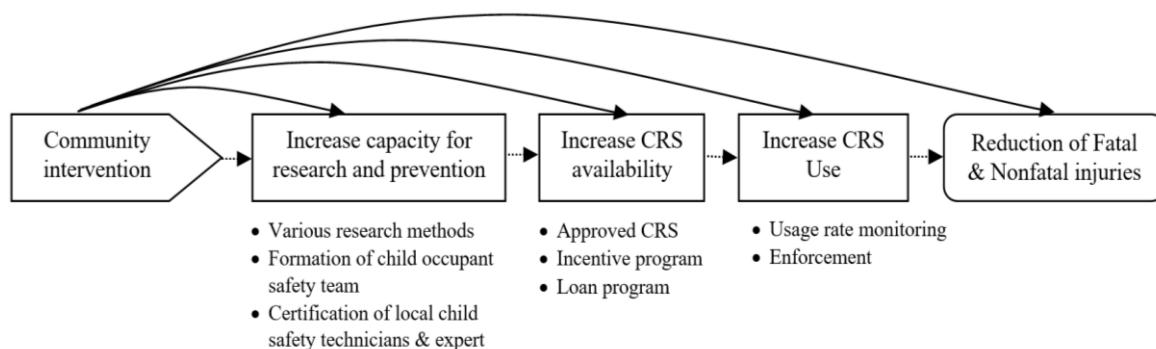 Community
intervention
Increase capacity for
research and prevention
Increase CRS
availability
Increase CRS
Use
Reduction of Fatal
& Nonfatal injuries
• Various research methods
• Formation of child occupant
safety team
• Certification of local child
safety technicians & expert
• Approved CRS
• Incentive program
• Loan program
• Usage rate monitoring
• Enforcement